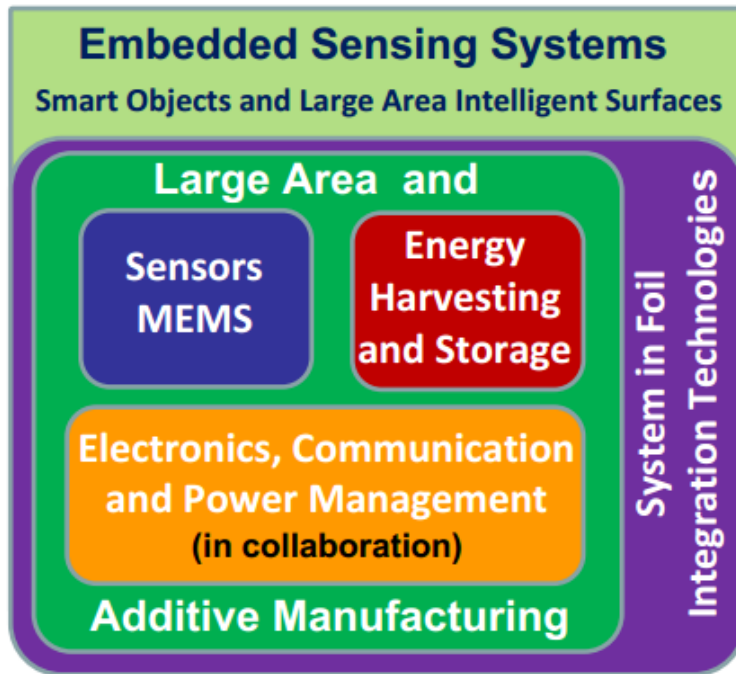 Embedded Sensing Systems
Smart Objects and Large Area Intelligent Surfaces
Large Area and
Sensors
MEMS
Energy
Harvesting
and Storage
Electronics, Communication
and Power Management
(in collaboration)
Additive Manufacturing
System in Foil
Integration Technologies